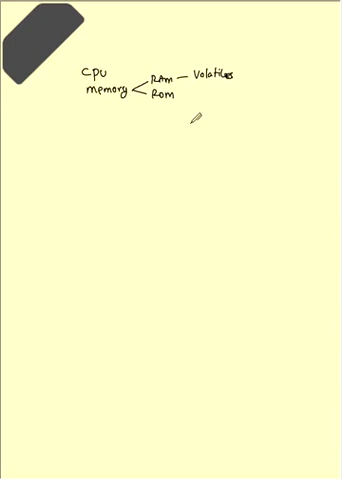 CPU
memory < RAM — Volatiles
ROM